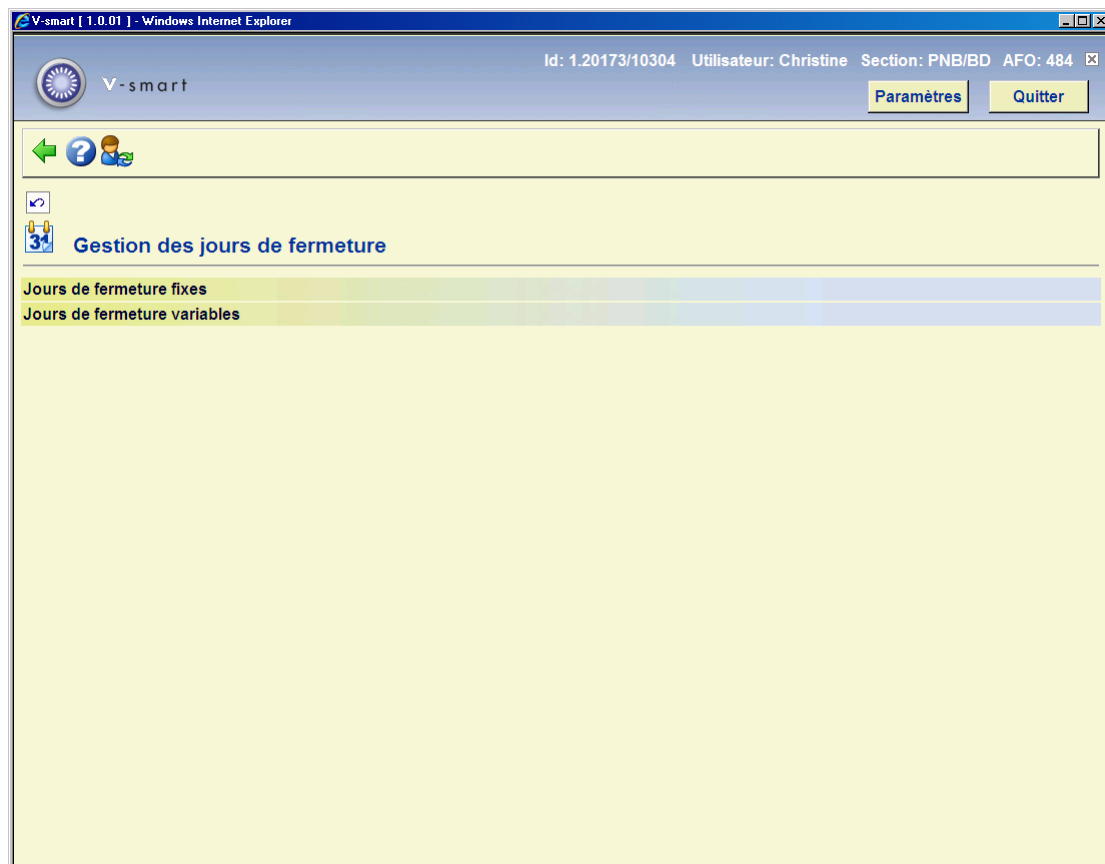 V-smart [ 1.0.01 ] - Windows Internet Explorer
Id: 1.20173/10304 Utilisateur: Christine Section: PNB/BD AFO: 484
V-smart
Paramètres Quitter
31
Gestion des jours de fermeture
Jours de fermeture fixes
Jours de fermeture variables